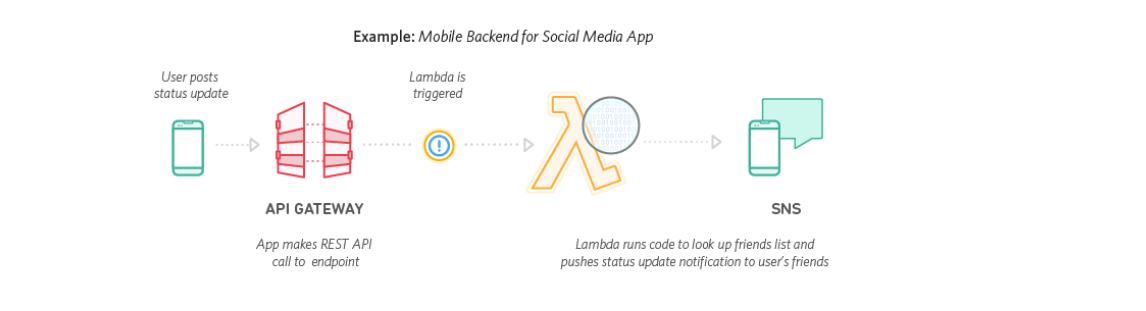 Example: Mobile Backend for Social Media App
User posts
status update
Lambda is
triggered
API GATEWAY
SNS
App makes REST API
call to endpoint
Lambda runs code to look up friends list and
pushes status update notification to user's friends